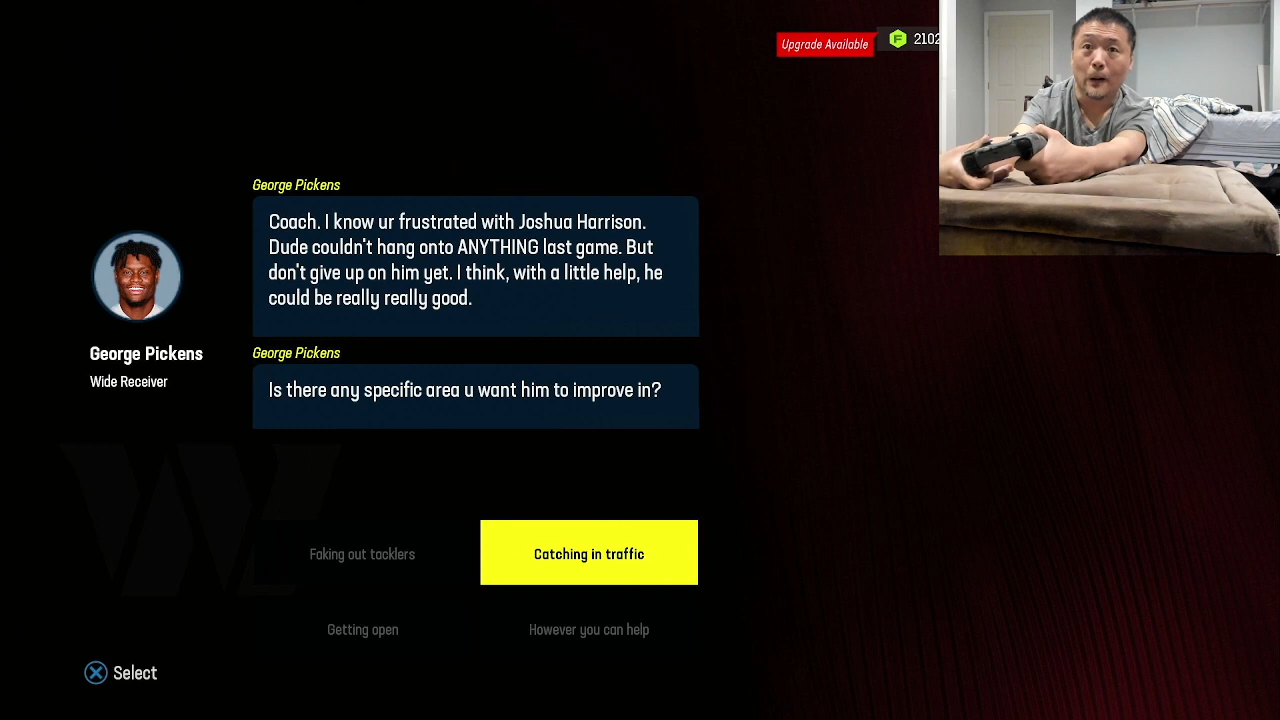 Upgrade Available
2102
George Pickens
Coach. I know ur frustrated with Joshua Harrison.
Dude couldn't hang onto ANYTHING last game. But
don't give up on him yet. I think, with a little help, he
could be really really good.
George Pickens
Wide Receiver
George Pickens
Is there any specific area u want him to improve in?
Faking out tacklers
Catching in traffic
Getting open
However you can help
Select